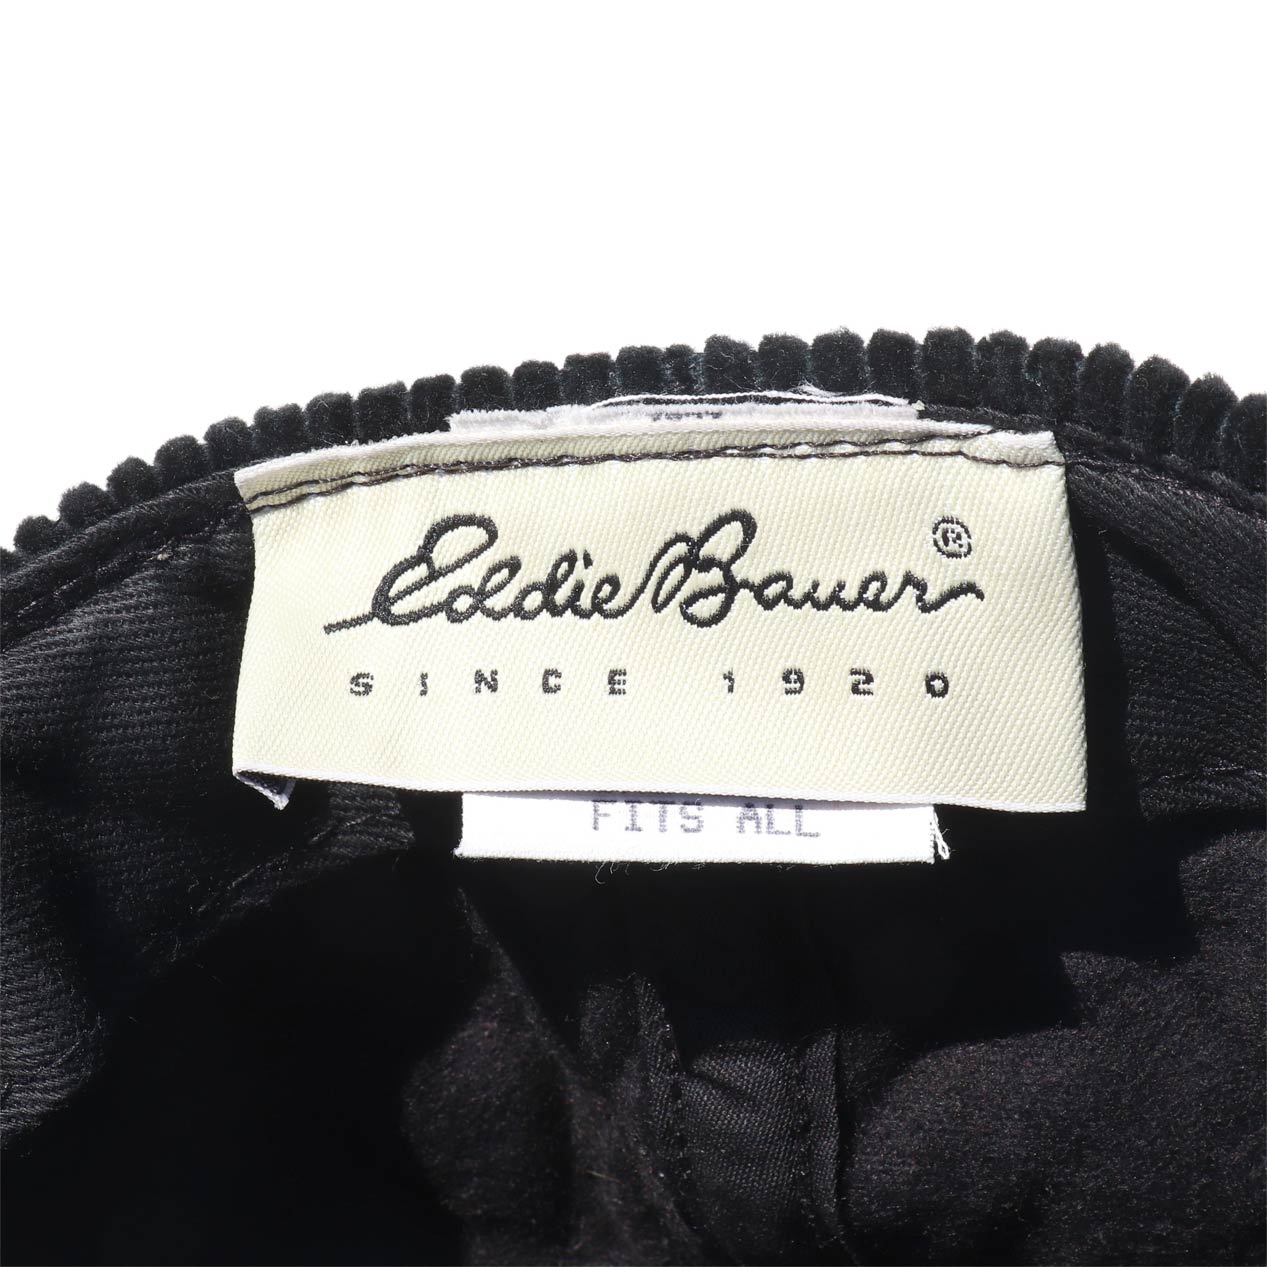 Eddie Bauer®
SINCE 1920
FITS ALL